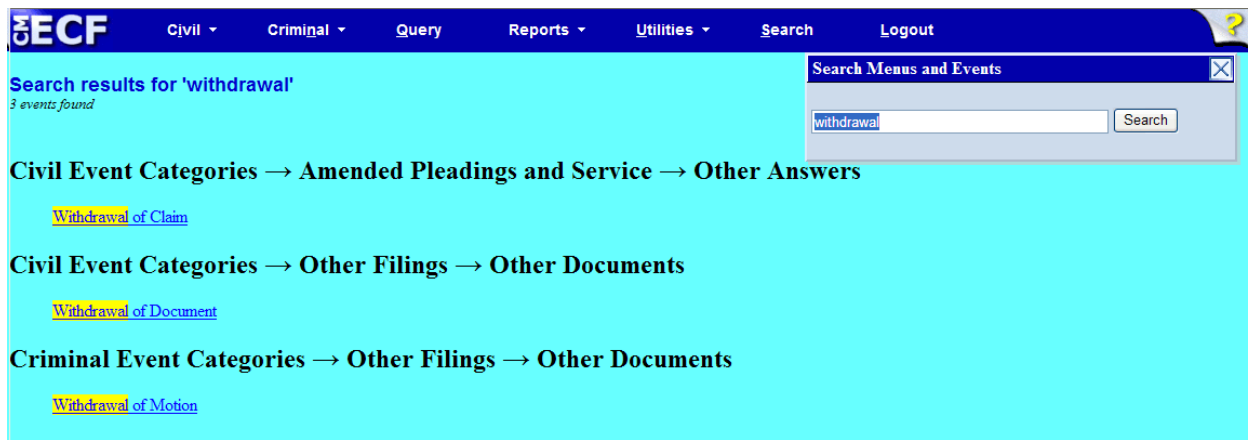 CM ECF Civil Criminal Query Reports Utilities Search Logout ?
Search results for 'withdrawal'
3 events found
Search Menus and Events
withdrawal Search
Civil Event Categories → Amended Pleadings and Service → Other Answers
Withdrawal of Claim
Civil Event Categories → Other Filings → Other Documents
Withdrawal of Document
Criminal Event Categories → Other Filings → Other Documents
Withdrawal of Motion